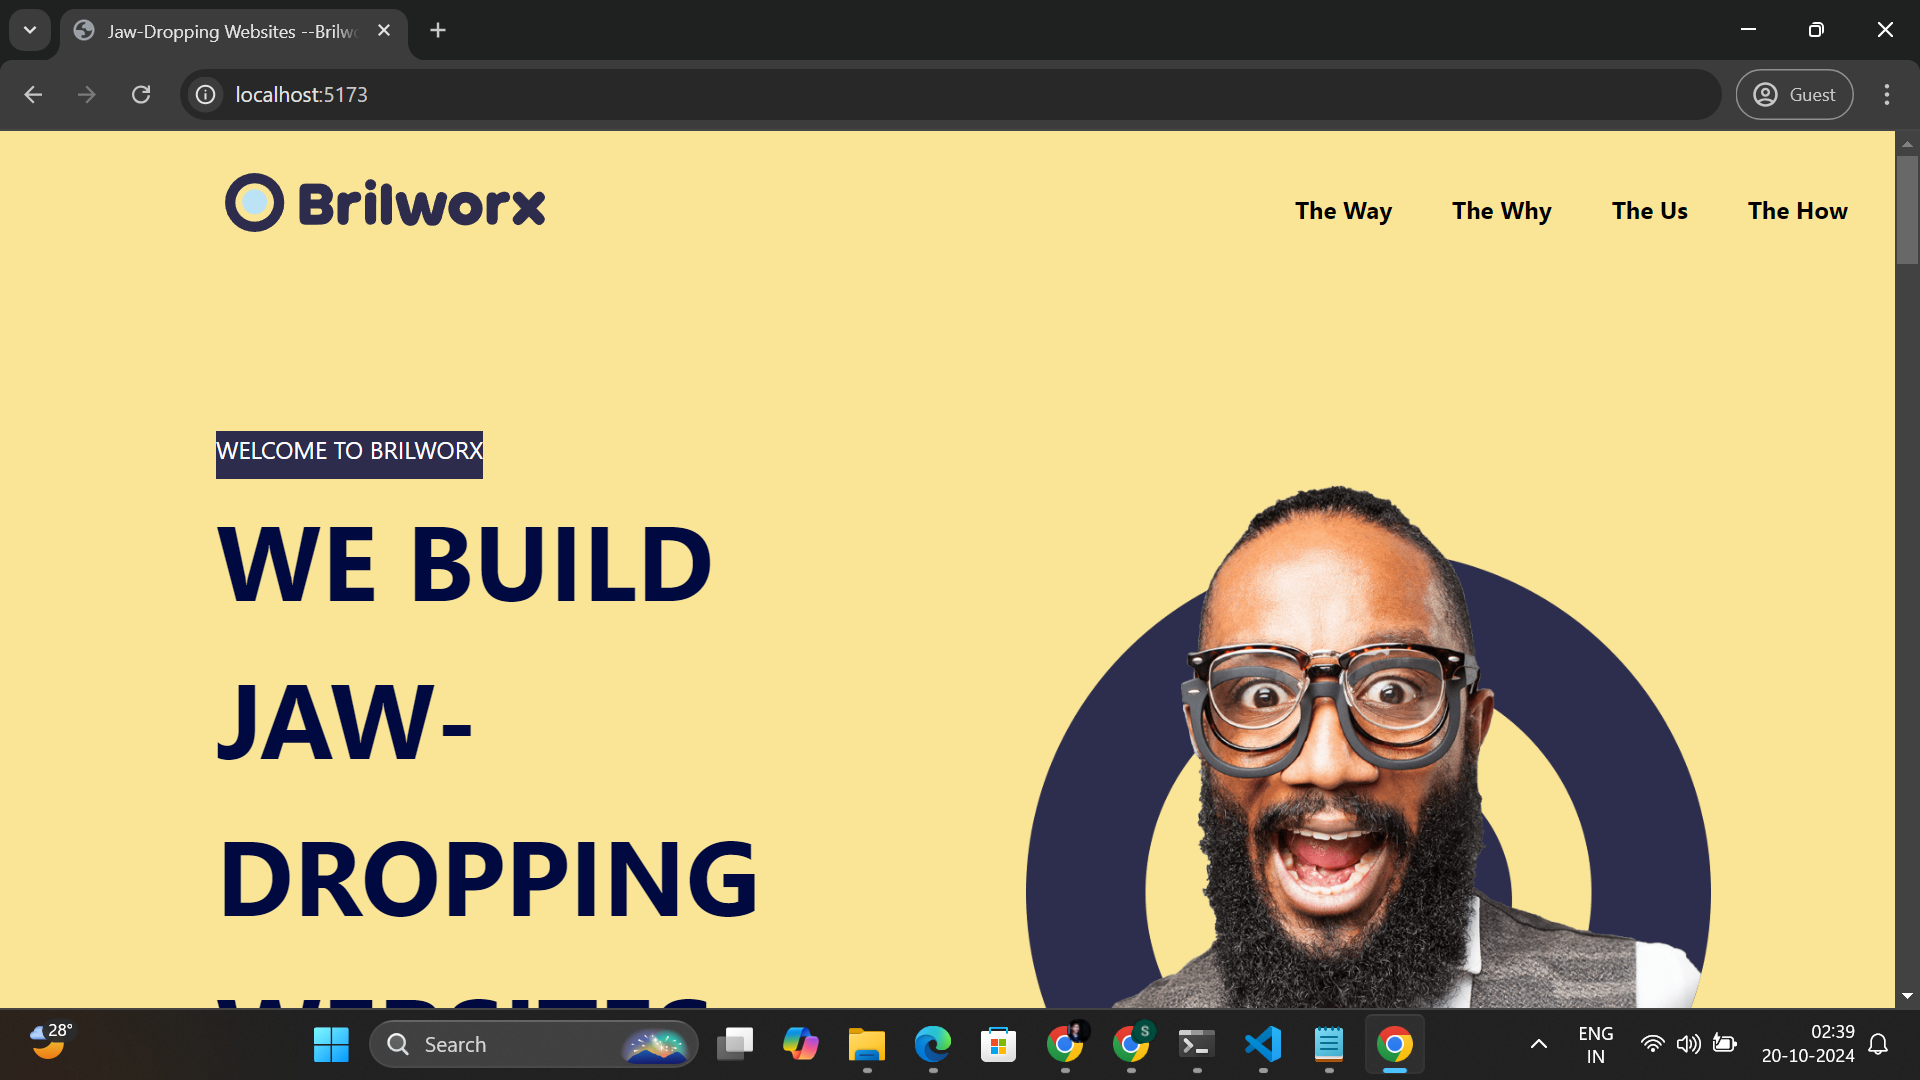 Jaw-Dropping Websites --Brilw
localhost:5173
Guest
Brilworx
The Way
The Why
The Us
The How
WELCOME TO BRILWORX
WE BUILD
JAW-
DROPPING
WEBSITES
28°
Search
S
ENG
IN
02:39
20-10-2024